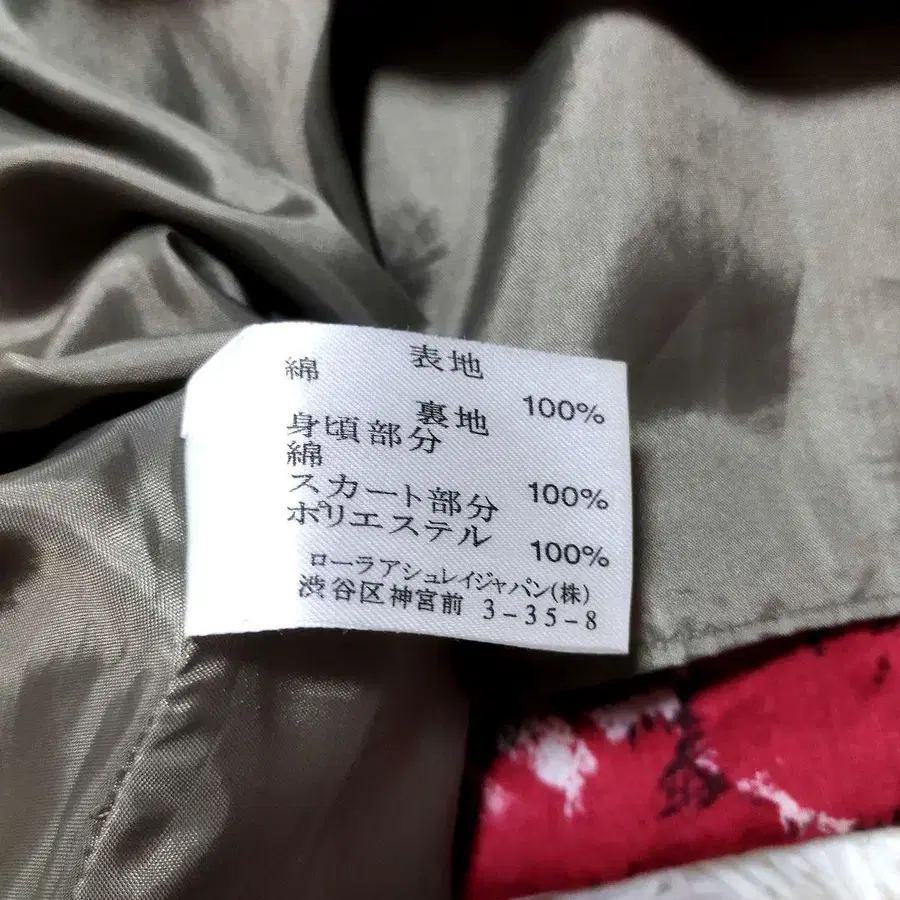 表地
綿 100%
裏地
身頃部分
綿 100%
スカート部分
ポリエステル 100%
ローラアシュレイジャパン(株)
渋谷区神宮前 3-35-8